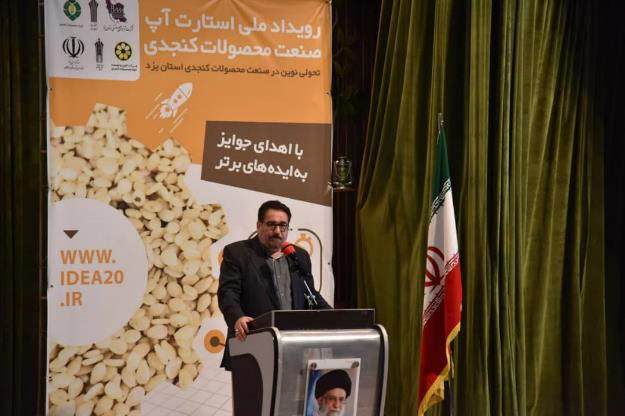 رویداد ملی استارت آپ
صنعت محصولات کنجدی
تحولی نوین در صنعت محصولات کنجدی استان یزد
با اهدای جوایز
به ایده‌های برتر
WWW.
IDEA20
.IR